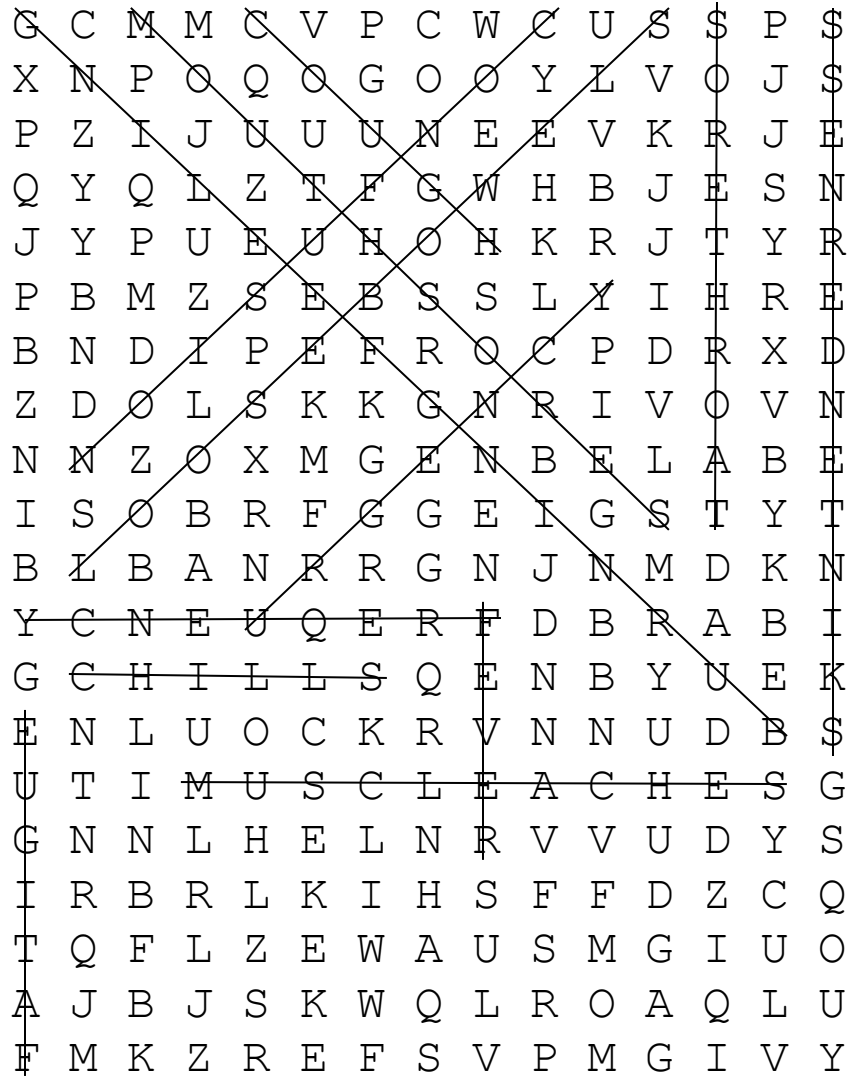 G C M M C V P C W C U S S P S
X N P O Q O G O O Y L V O J S
P Z I J U U U N E E V K R J E
Q Y Q L Z T F G W H B J E S N
J Y P U E U H O H K R J T Y R
P B M Z S E B S S L Y I H R E
B N D I P E F R O C P D R X D
Z D O L S K K G N R I V O V N
N N Z O X M G E N B E L A B E
I S O B R F G G E I G S T Y T
B L B A N R R G N J N M D K N
Y C N E U Q E R F D B R A B I
G C H I L L S Q E N B Y U E K
E N L U O C K R V N N U D B S
U T I M U S C L E A C H E S G
G N N L H E L N R V V U D Y S
I R B R L K I H S F F D Z C Q
T Q F L Z E W A U S M G I U O
A J B J S K W Q L R O A Q L U
F M K Z R E F S V P M G I V Y